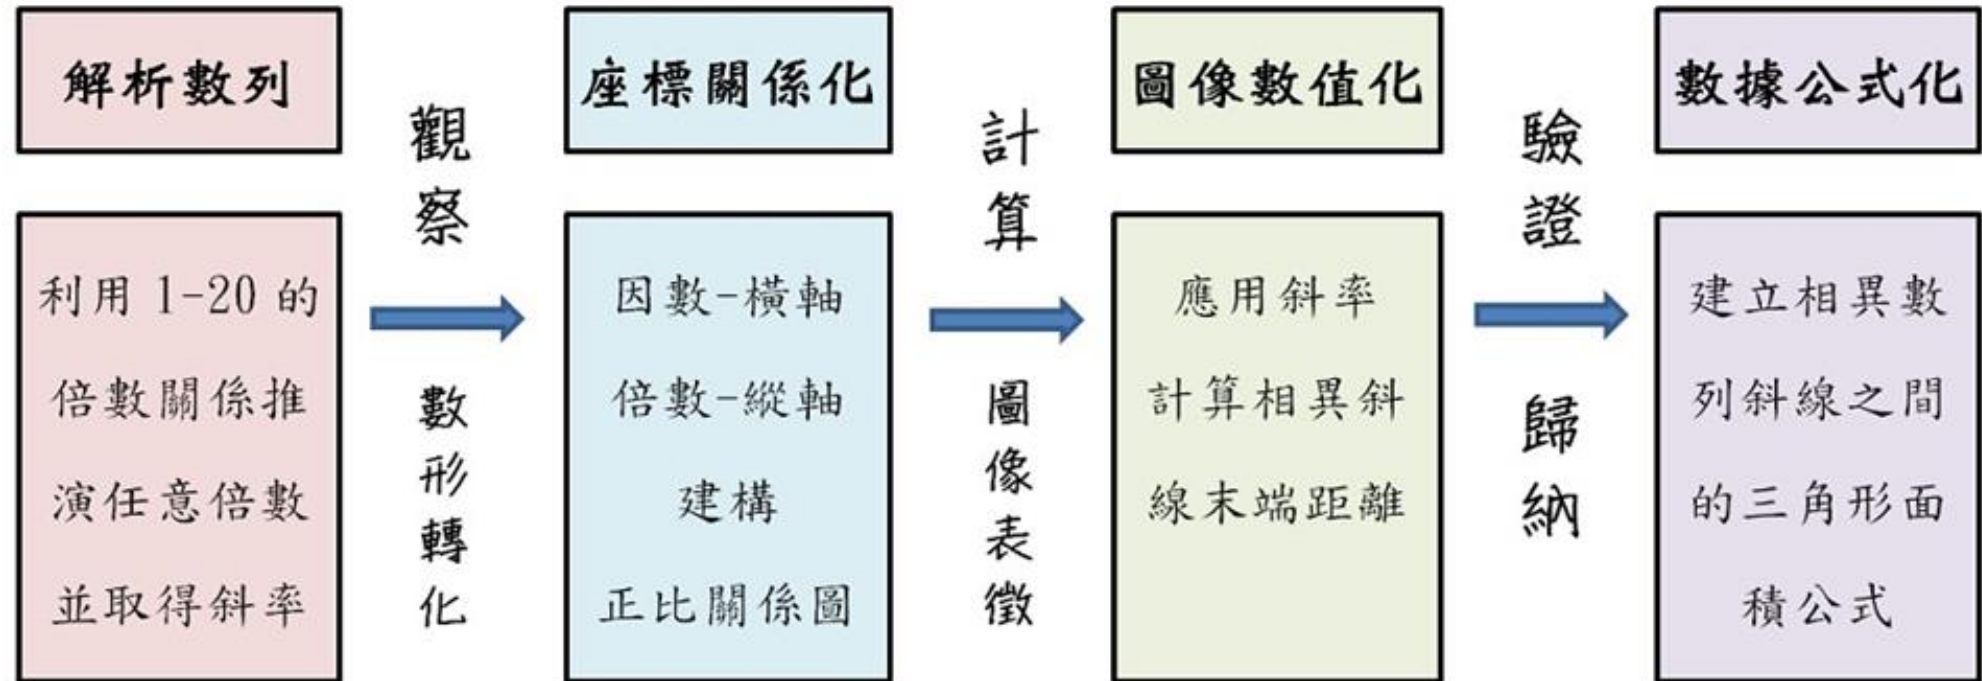 解析數列
利用 1-20 的
倍數關係推
演任意倍數
並取得斜率
觀察
數形轉化
座標關係化
因數-橫軸
倍數-縱軸
建構
正比關係圖
計算
圖像表徵
圖像數值化
應用斜率
計算相異斜
線末端距離
驗證
歸納
數據公式化
建立相異數
列斜線之間
的三角形面
積公式